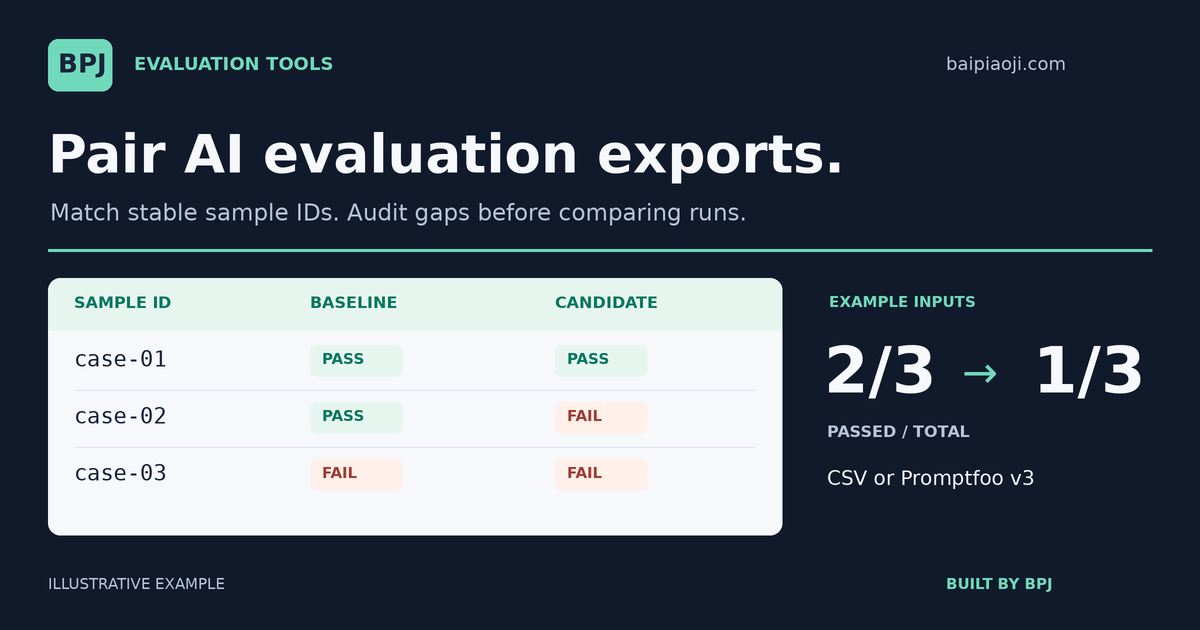 BPJ EVALUATION TOOLS baipiaoji.com
Pair AI evaluation exports.
Match stable sample IDs. Audit gaps before comparing runs.
SAMPLE ID BASELINE CANDIDATE
case-01 PASS PASS
case-02 PASS FAIL
case-03 FAIL FAIL
EXAMPLE INPUTS
2/3 → 1/3
PASSED / TOTAL
CSV or Promptfoo v3
ILLUSTRATIVE EXAMPLE
BUILT BY BPJ